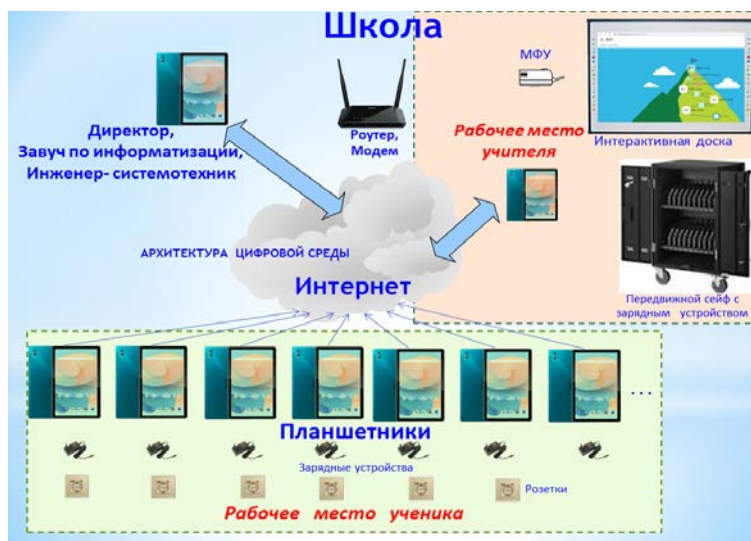 Школа
МФУ
Директор,
Завуч по информатизации,
Инженер- системотехник
Роутер,
Модем
Рабочее место
учителя
Интерактивная доска
АРХИТЕКТУРА ЦИФРОВОЙ СРЕДЫ
Интернет
Передвижной сейф с
зарядным устройством
...
Планшетники
Зарядные устройства
Розетки
Рабочее место ученика